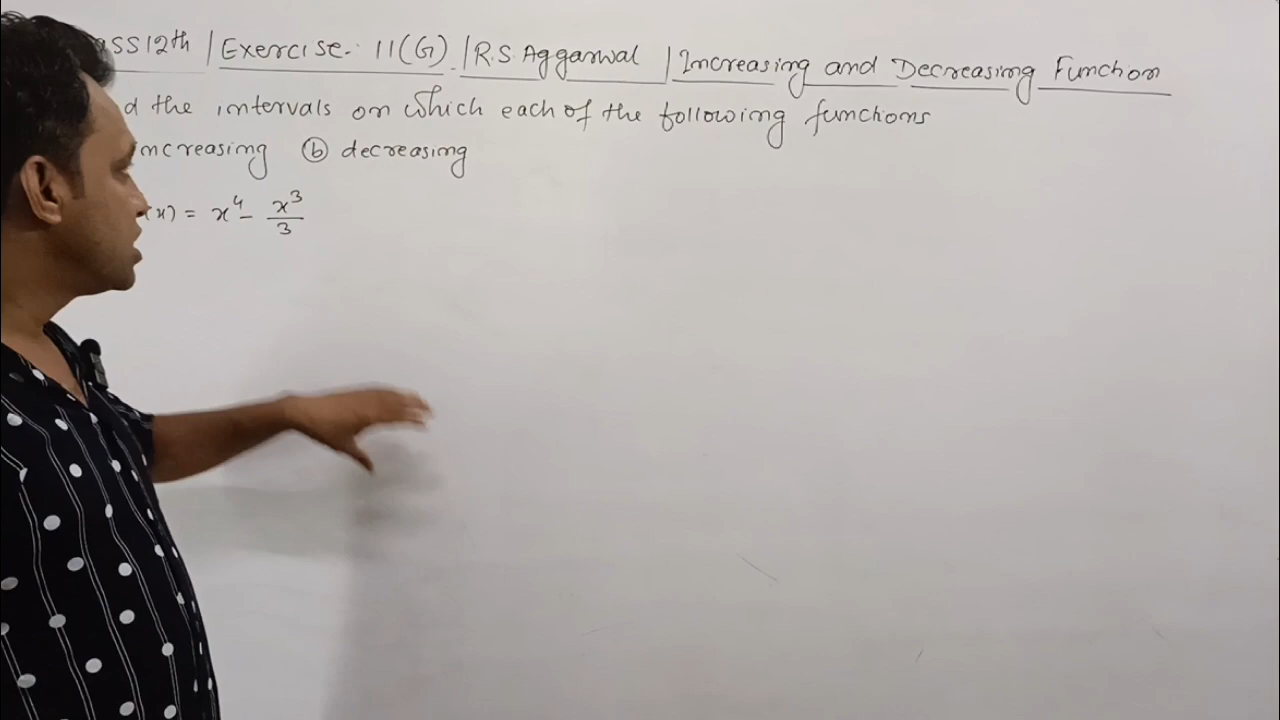 ss 12th | Exercise. 11(G) | R.S Aggarwal | Increasing and Decreasing Function
d the intervals on which each of the following functions
ncreasing ⓑ decreasing
(x) = x⁴ - x³/3